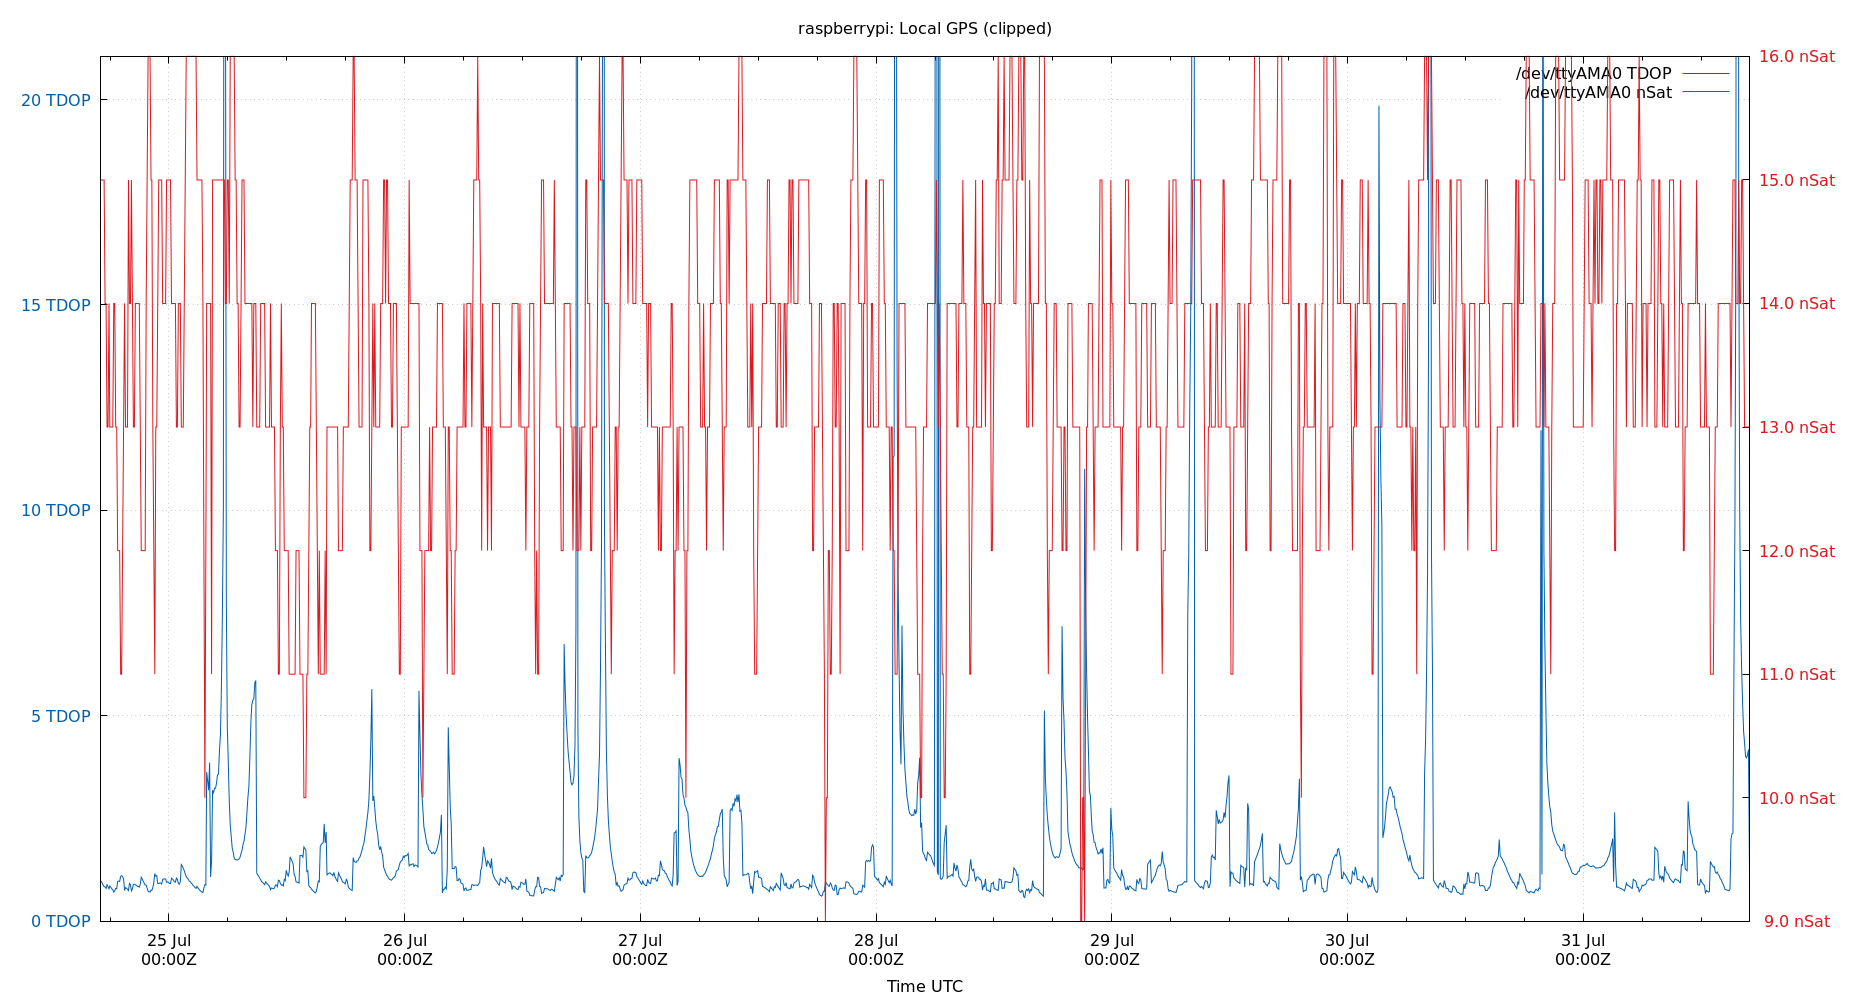 raspberrypi: Local GPS (clipped)
/dev/ttyAMA0 TDOP
/dev/ttyAMA0 nSat
20 TDOP
15 TDOP
10 TDOP
5 TDOP
0 TDOP
16.0 nSat
15.0 nSat
14.0 nSat
13.0 nSat
12.0 nSat
11.0 nSat
10.0 nSat
9.0 nSat
25 Jul
00:00Z
26 Jul
00:00Z
27 Jul
00:00Z
28 Jul
00:00Z
29 Jul
00:00Z
30 Jul
00:00Z
31 Jul
00:00Z
Time UTC